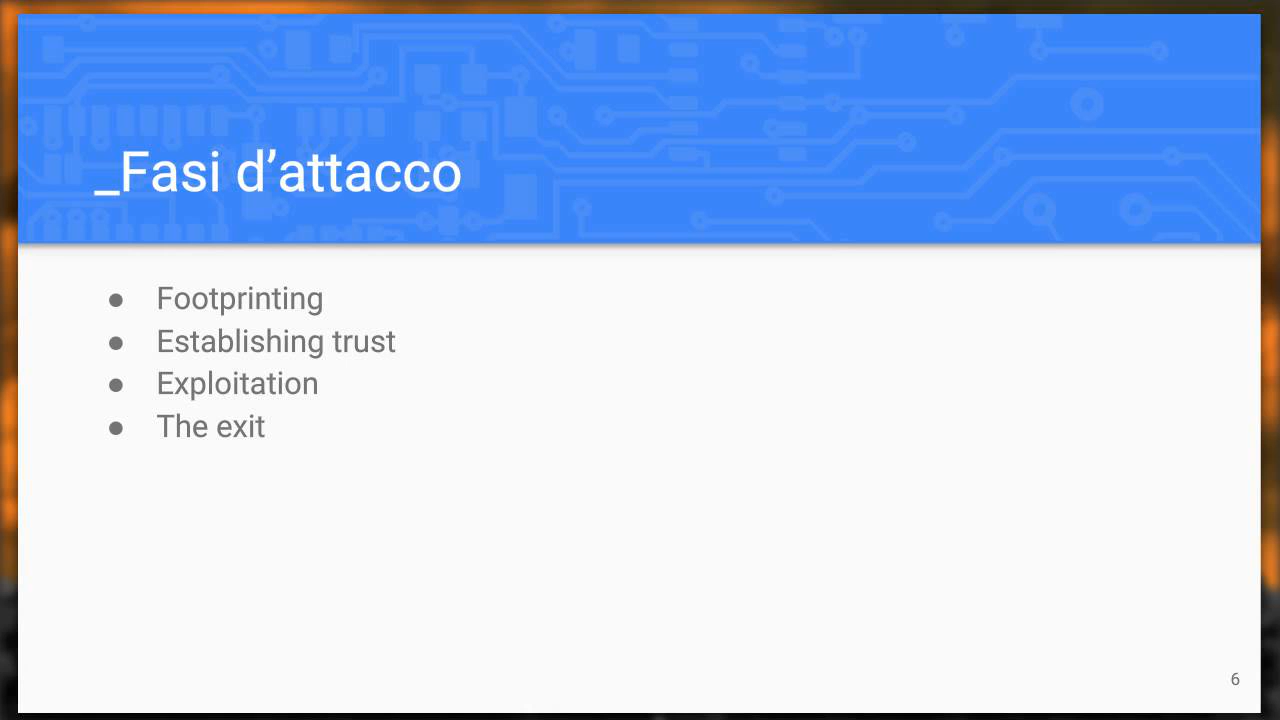 _Fasi d’attacco
● Footprinting
● Establishing trust
● Exploitation
● The exit
6